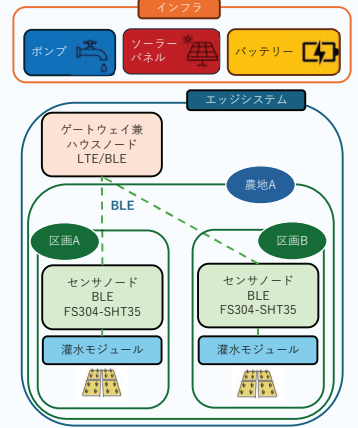 インフラ
ポンプ
ソーラー
パネル
バッテリー
エッジシステム
ゲートウェイ兼
ハウスノード
LTE/BLE
農地A
BLE
区画A
区画B
センサノード
BLE
FS304-SHT35
センサノード
BLE
FS304-SHT35
灌水モジュール
灌水モジュール